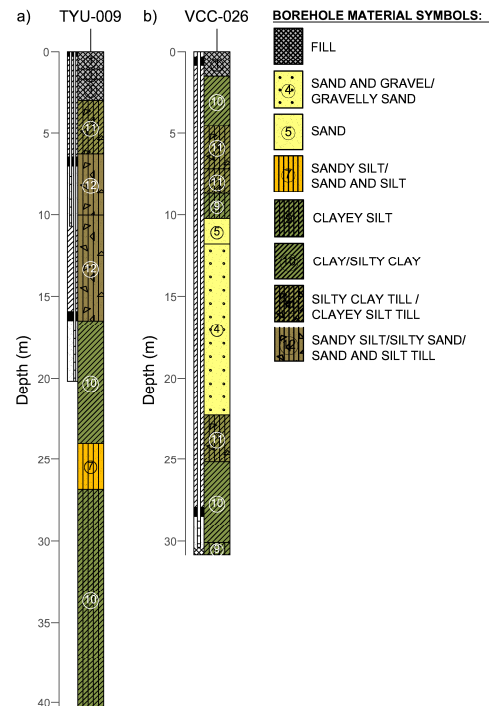 a) TYU-009
b) VCC-026
BOREHOLE MATERIAL SYMBOLS:
0
5
10
15
20
25
30
35
40
Depth (m)
11
12
12
10
7
10
0
5
10
15
20
25
30
Depth (m)
10
11
11
9
5
4
11
10
9
FILL
4
SAND AND GRAVEL/
GRAVELLY SAND
5
SAND
7
SANDY SILT/
SAND AND SILT
CLAYEY SILT
10
CLAY/SILTY CLAY
SILTY CLAY TILL /
CLAYEY SILT TILL
SANDY SILT/SILTY SAND/
SAND AND SILT TILL